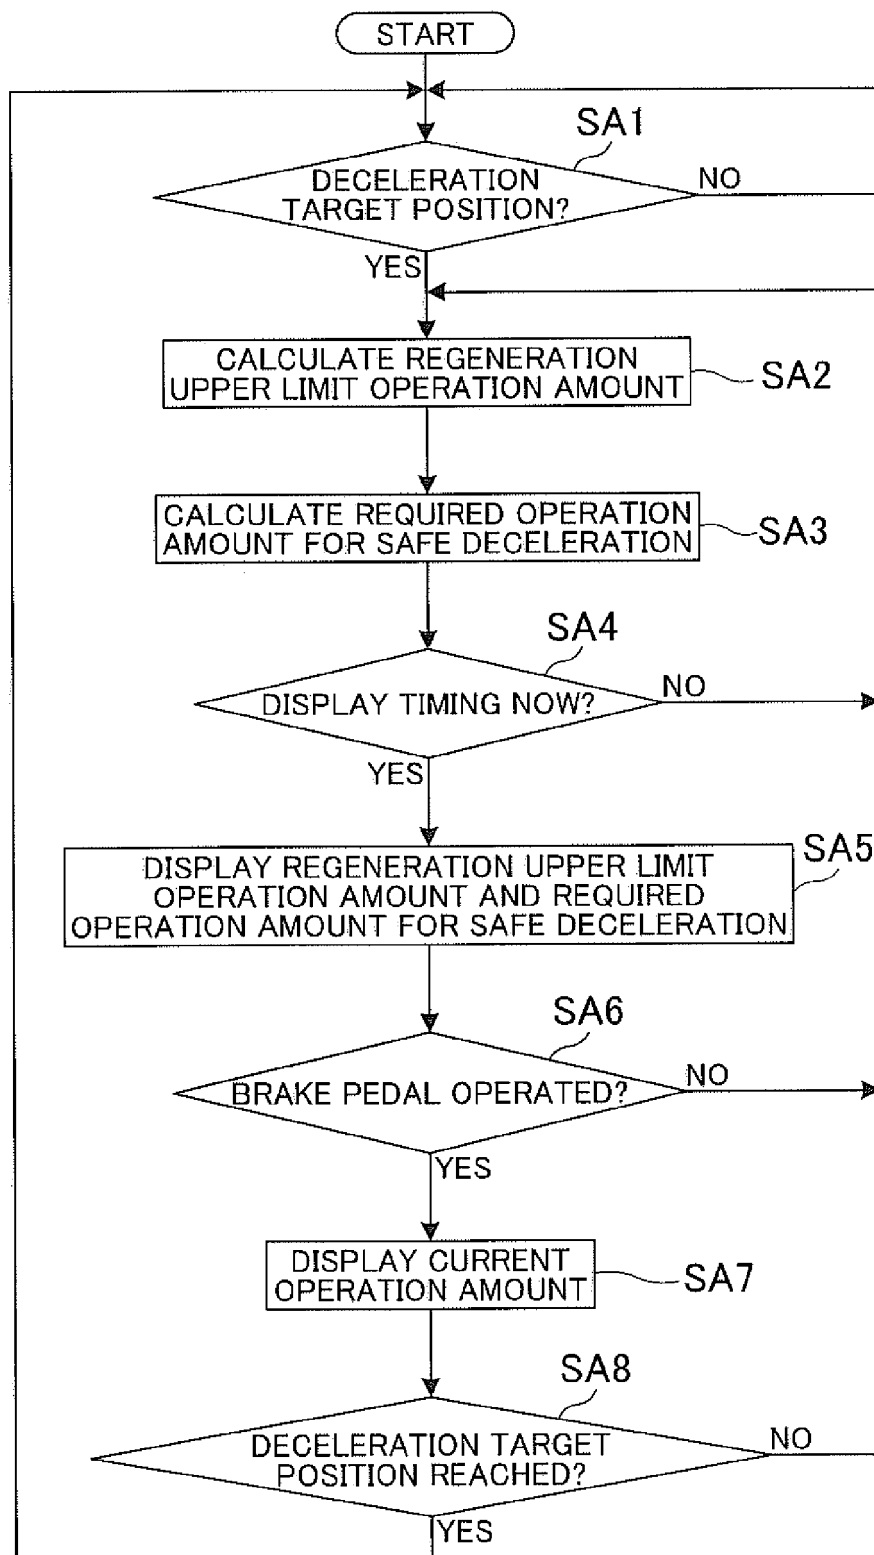 START
SA1
DECELERATION
TARGET POSITION?
NO
YES
CALCULATE REGENERATION
UPPER LIMIT OPERATION AMOUNT
SA2
CALCULATE REQUIRED OPERATION
AMOUNT FOR SAFE DECELERATION
SA3
SA4
DISPLAY TIMING NOW?
NO
YES
SA5
DISPLAY REGENERATION UPPER LIMIT
OPERATION AMOUNT AND REQUIRED
OPERATION AMOUNT FOR SAFE DECELERATION
SA6
BRAKE PEDAL OPERATED?
NO
YES
DISPLAY CURRENT
OPERATION AMOUNT
SA7
SA8
DECELERATION TARGET
POSITION REACHED?
NO
YES